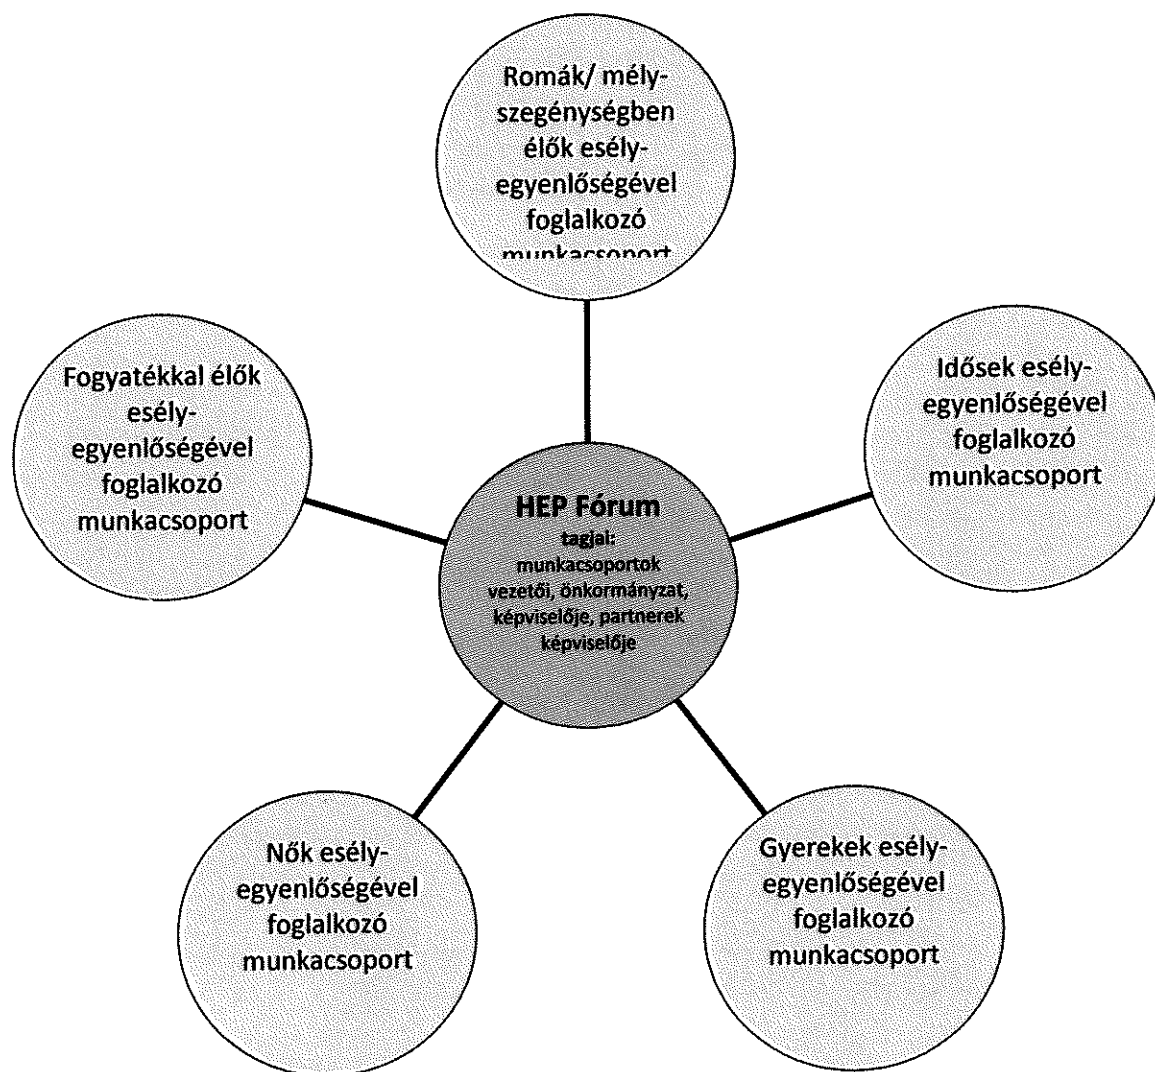 Romák/ mély-
szegénységben
élők esély-
egyenlőségével
foglalkozó
munkacsoport
Fogyatékkal élők
esély-
egyenlőségével
foglalkozó
munkacsoport
Idősek esély-
egyenlőségével
foglalkozó
munkacsoport
HEP Fórum
tagjai:
munkacsoportok
vezetői, önkormányzat,
képviselője, partnerek
képviselője
Nők esély-
egyenlőségével
foglalkozó
munkacsoport
Gyerekek esély-
egyenlőségével
foglalkozó
munkacsoport